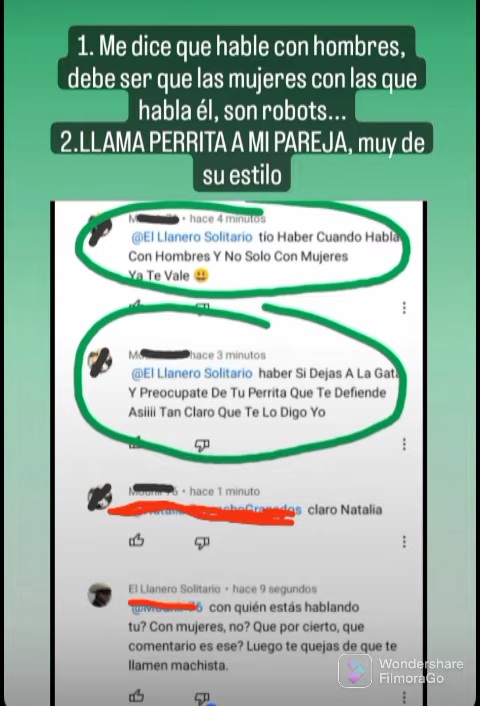 1. Me dice que hable con hombres,
debe ser que las mujeres con las que
habla él, son robots...
2.LLAMA PERRITA A MI PAREJA, muy de
su estilo
• hace 4 minutos
@El Llanero Solitario tio Haber Cuando Habla
Con Hombres Y No Solo Con Mujeres
Ya Te Vale 😃
hace 3 minutos
@El Llanero Solitario haber Si Dejas A La Gata
Y Preocupate De Tu Perrita Que Te Defiende
Asiiii Tan Claro Que Te Lo Digo Yo
• hace 1 minuto
claro Natalia
El Llanero Solitario • hace 9 segundos
con quién estás hablando
tu? Con mujeres, no? Que por cierto, que
comentario es ese? Luego te quejas de que te
llamen machista.
Wondershare
FilmoraGo